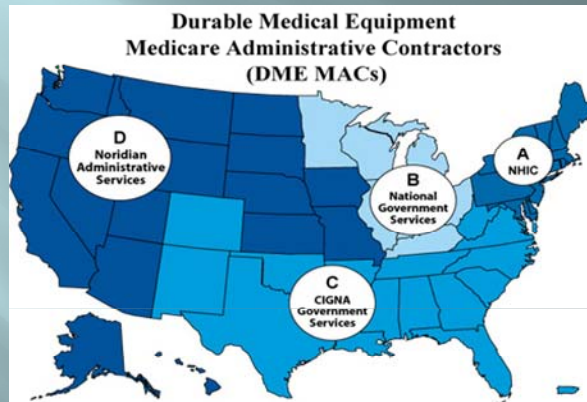 Durable Medical Equipment
Medicare Administrative Contractors
(DME MACs)
D
Noridian
Administrative
Services
A
NHIC
B
National
Government
Services
C
CIGNA
Government
Services